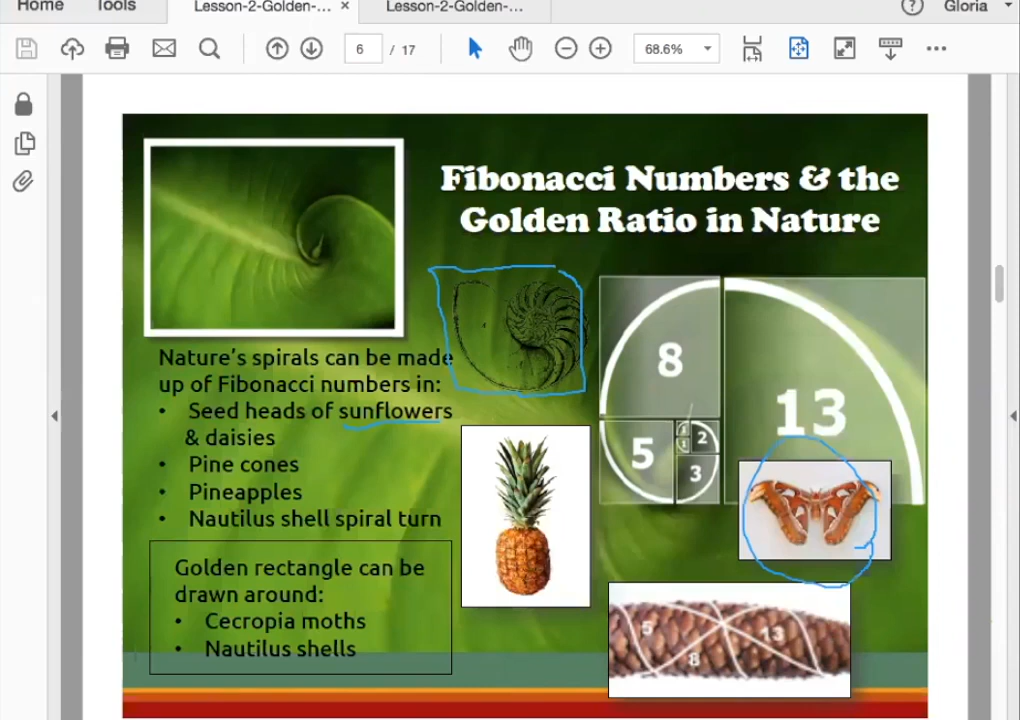 Home Tools Lesson-2-Golden-... × Lesson-2-Golden-... ? Gloria
6 / 17 68.6%
Fibonacci Numbers & the
Golden Ratio in Nature
Nature's spirals can be made
up of Fibonacci numbers in:
• Seed heads of sunflowers
& daisies
• Pine cones
• Pineapples
• Nautilus shell spiral turn
Golden rectangle can be
drawn around:
• Cecropia moths
• Nautilus shells
8
13
1
2
1
5
3
5
13
8